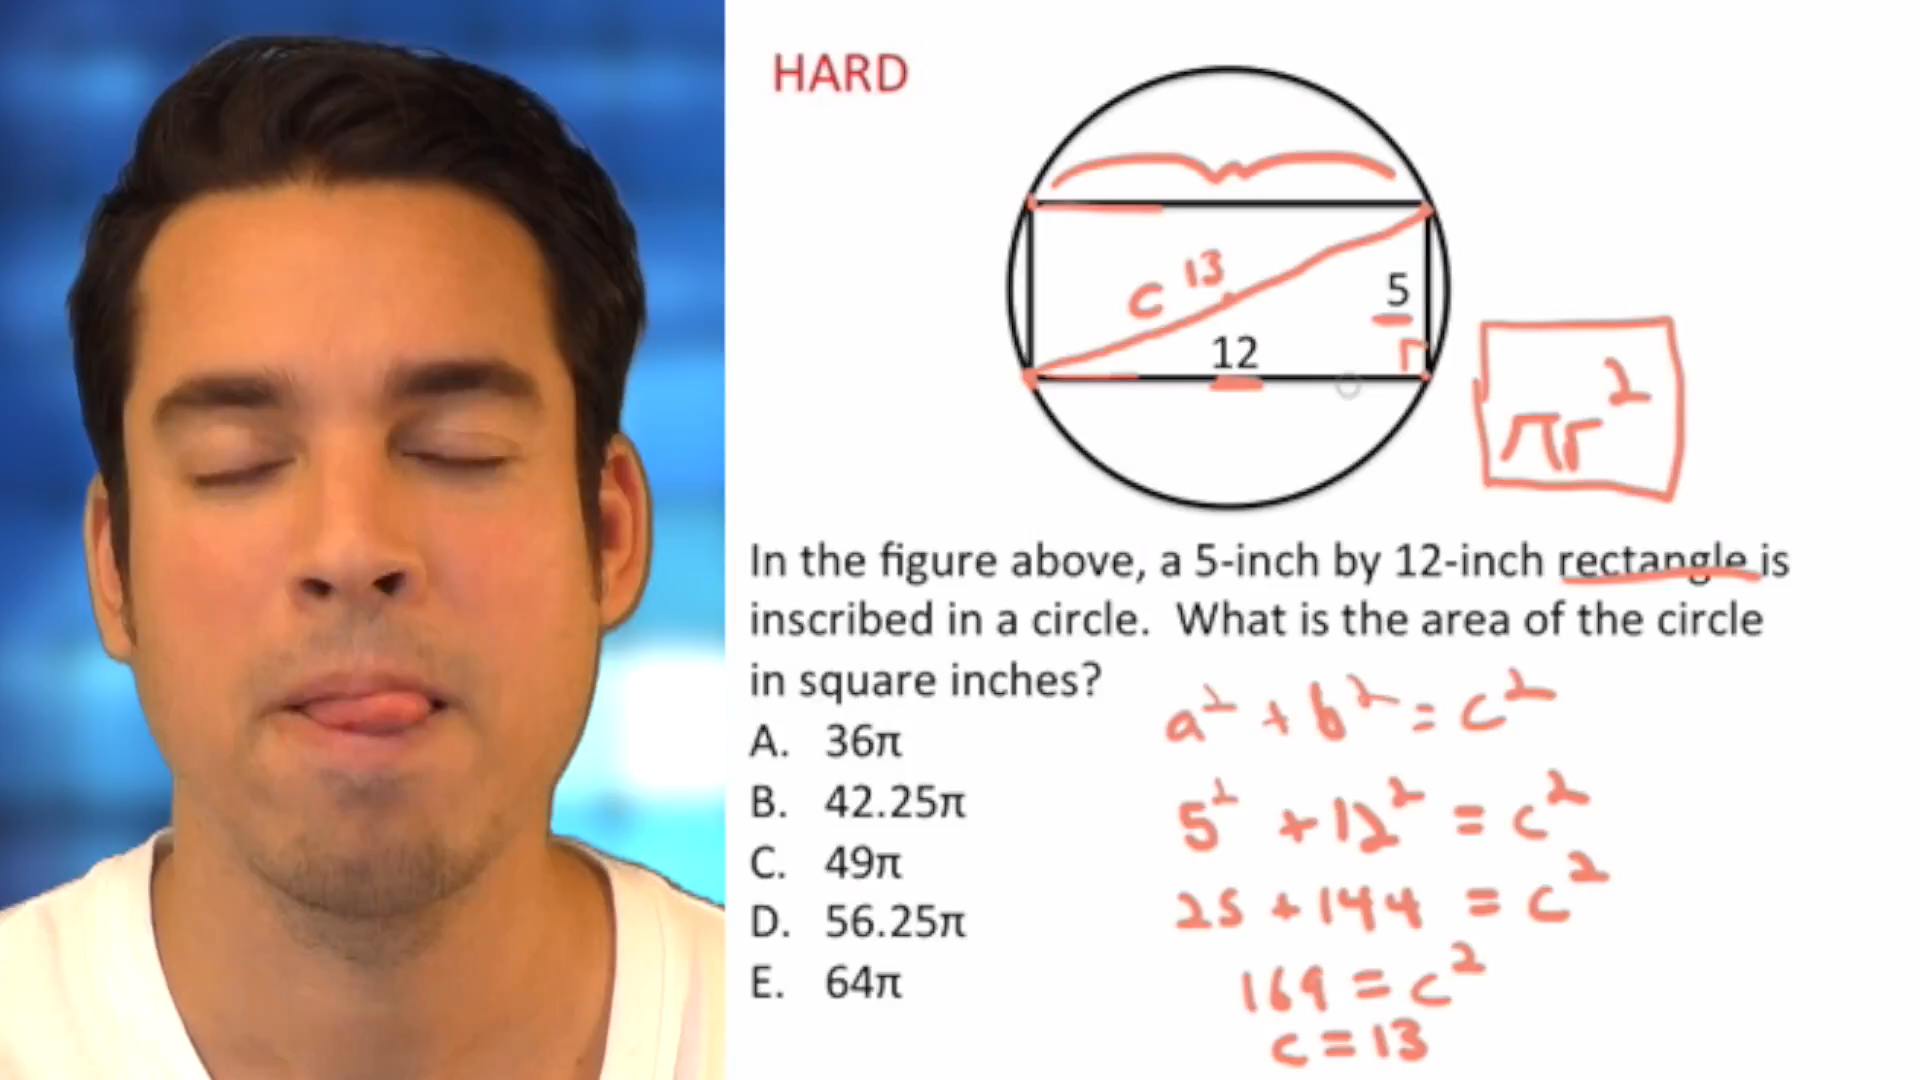 HARD
C 13
5
12
πr²
In the figure above, a 5-inch by 12-inch rectangle is
inscribed in a circle. What is the area of the circle
in square inches?
a² + b² = c²
A. 36π
B. 42.25π
5² + 12² = c²
C. 49π
25 + 144 = c²
D. 56.25π
E. 64π
169 = c²
c = 13